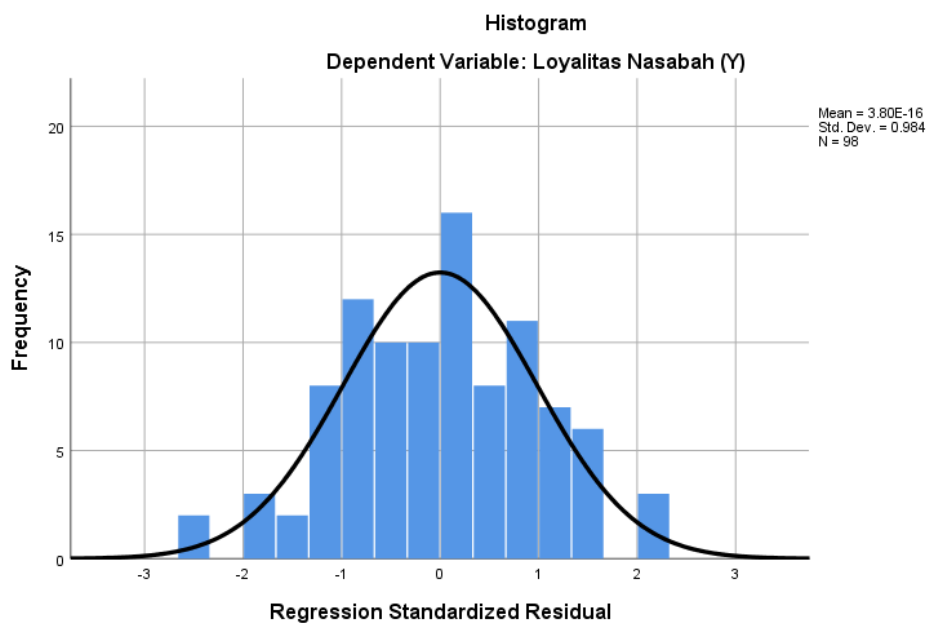 Histogram
Dependent Variable: Loyalitas Nasabah (Y)
Mean = 3.80E-16
Std. Dev. = 0.984
N = 98
20
15
10
5
0
Frequency
-3 -2 -1 0 1 2 3
Regression Standardized Residual